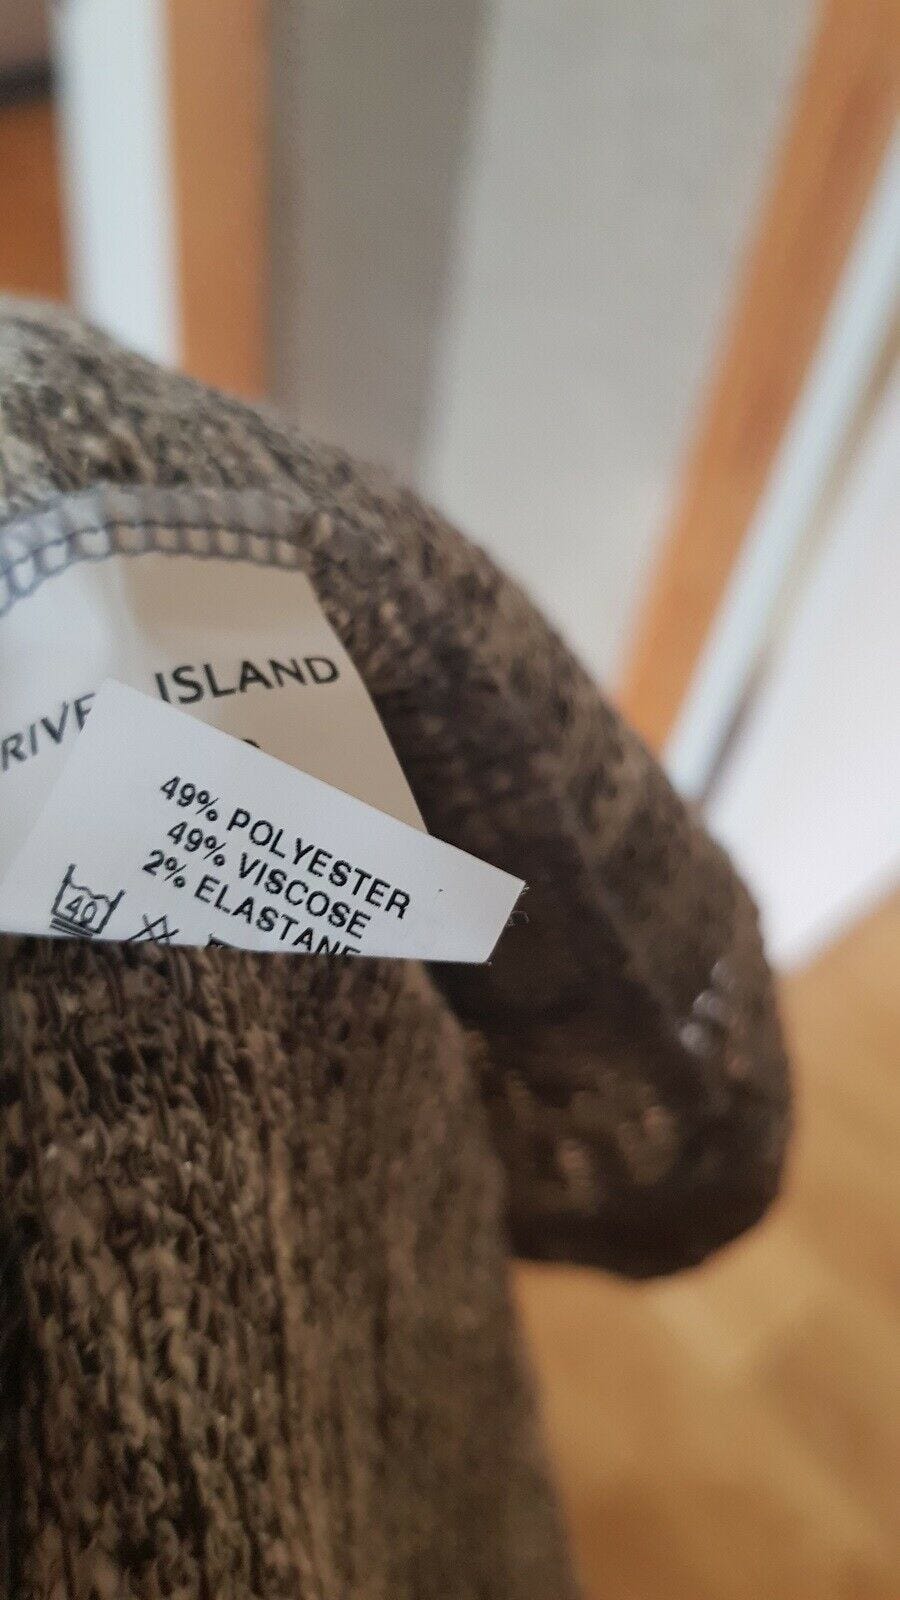 RIVE ISLAND
49% POLYESTER
49% VISCOSE
2% ELASTANE
40